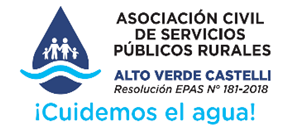 ASOCIACIÓN CIVIL
DE SERVICIOS
PÚBLICOS RURALES
ALTO VERDE CASTELLI
Resolución EPAS Nº 181-2018
¡Cuidemos el agua!